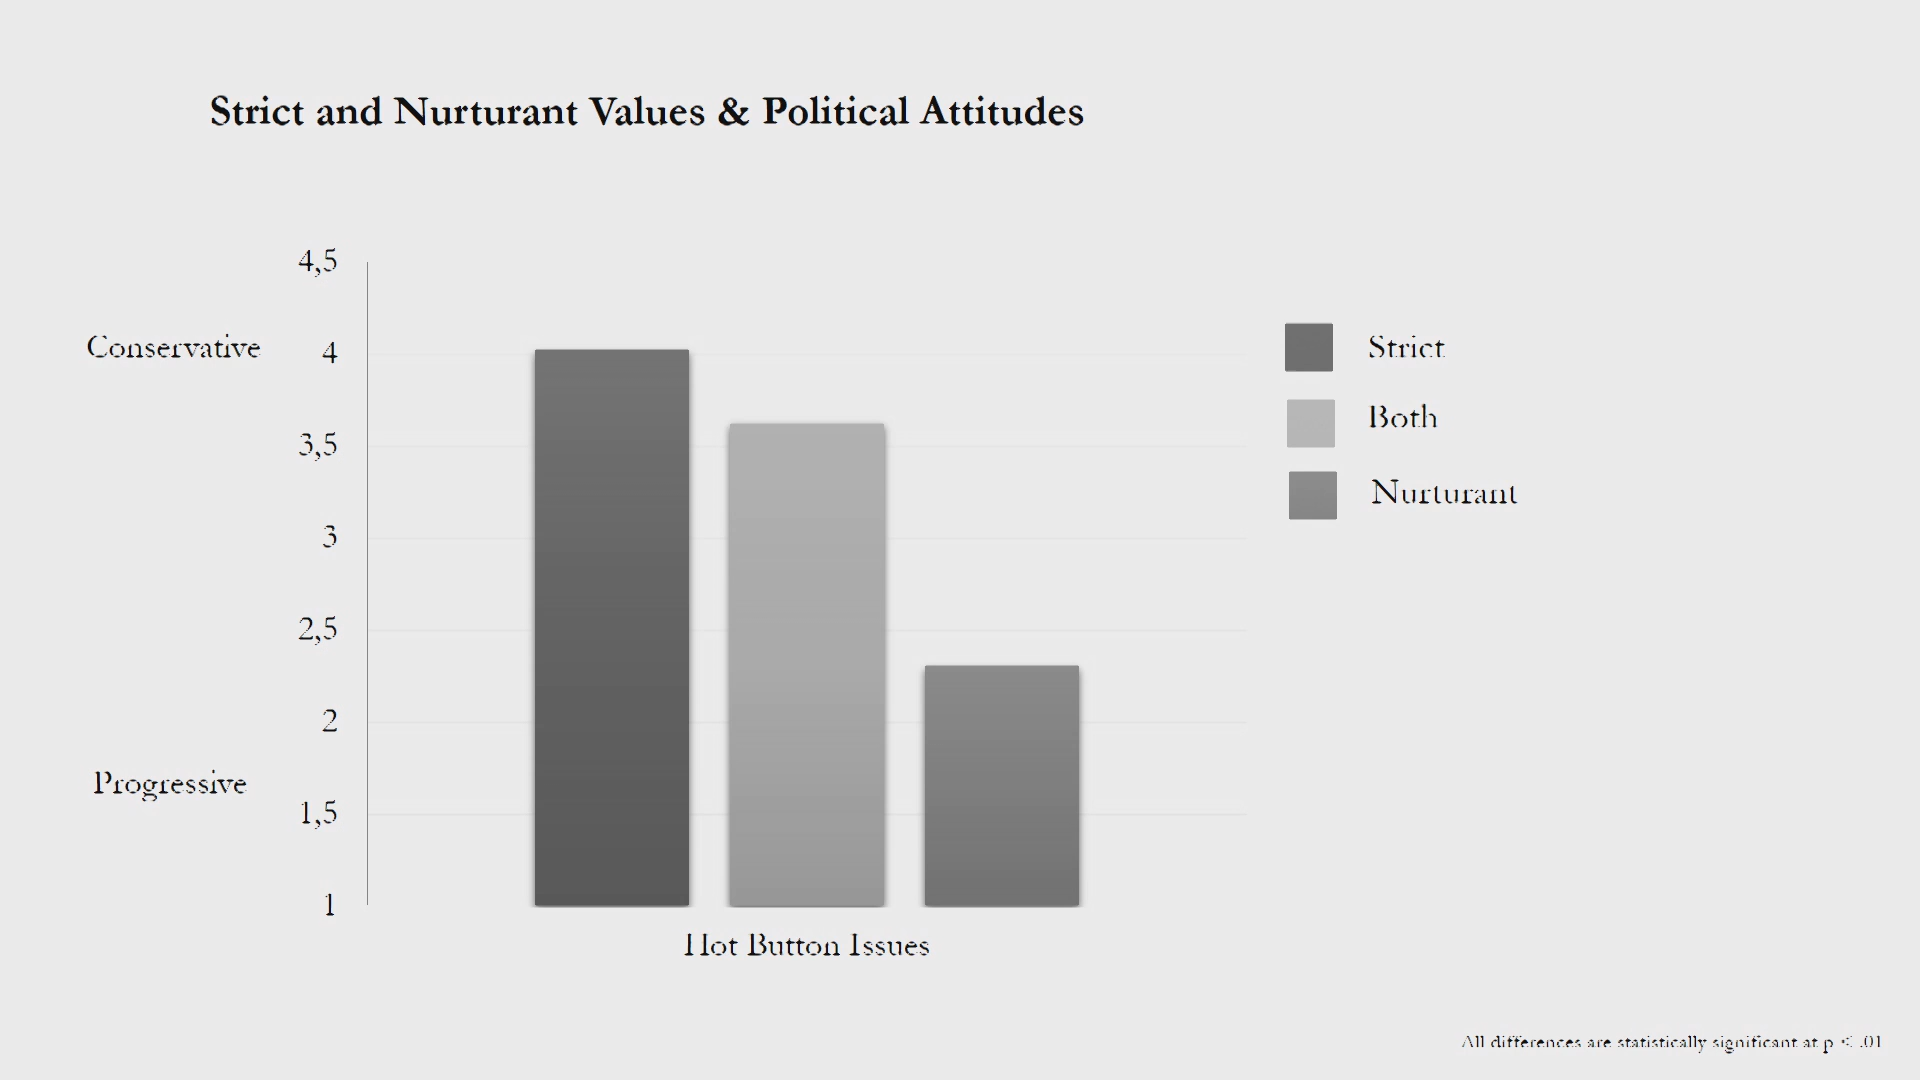 Strict and Nurturant Values & Political Attitudes
4,5
Conservative
4
3,5
3
2,5
2
Progressive
1,5
1
Hot Button Issues
Strict
Both
Nurturant
All differences are statistically significant at p < .01